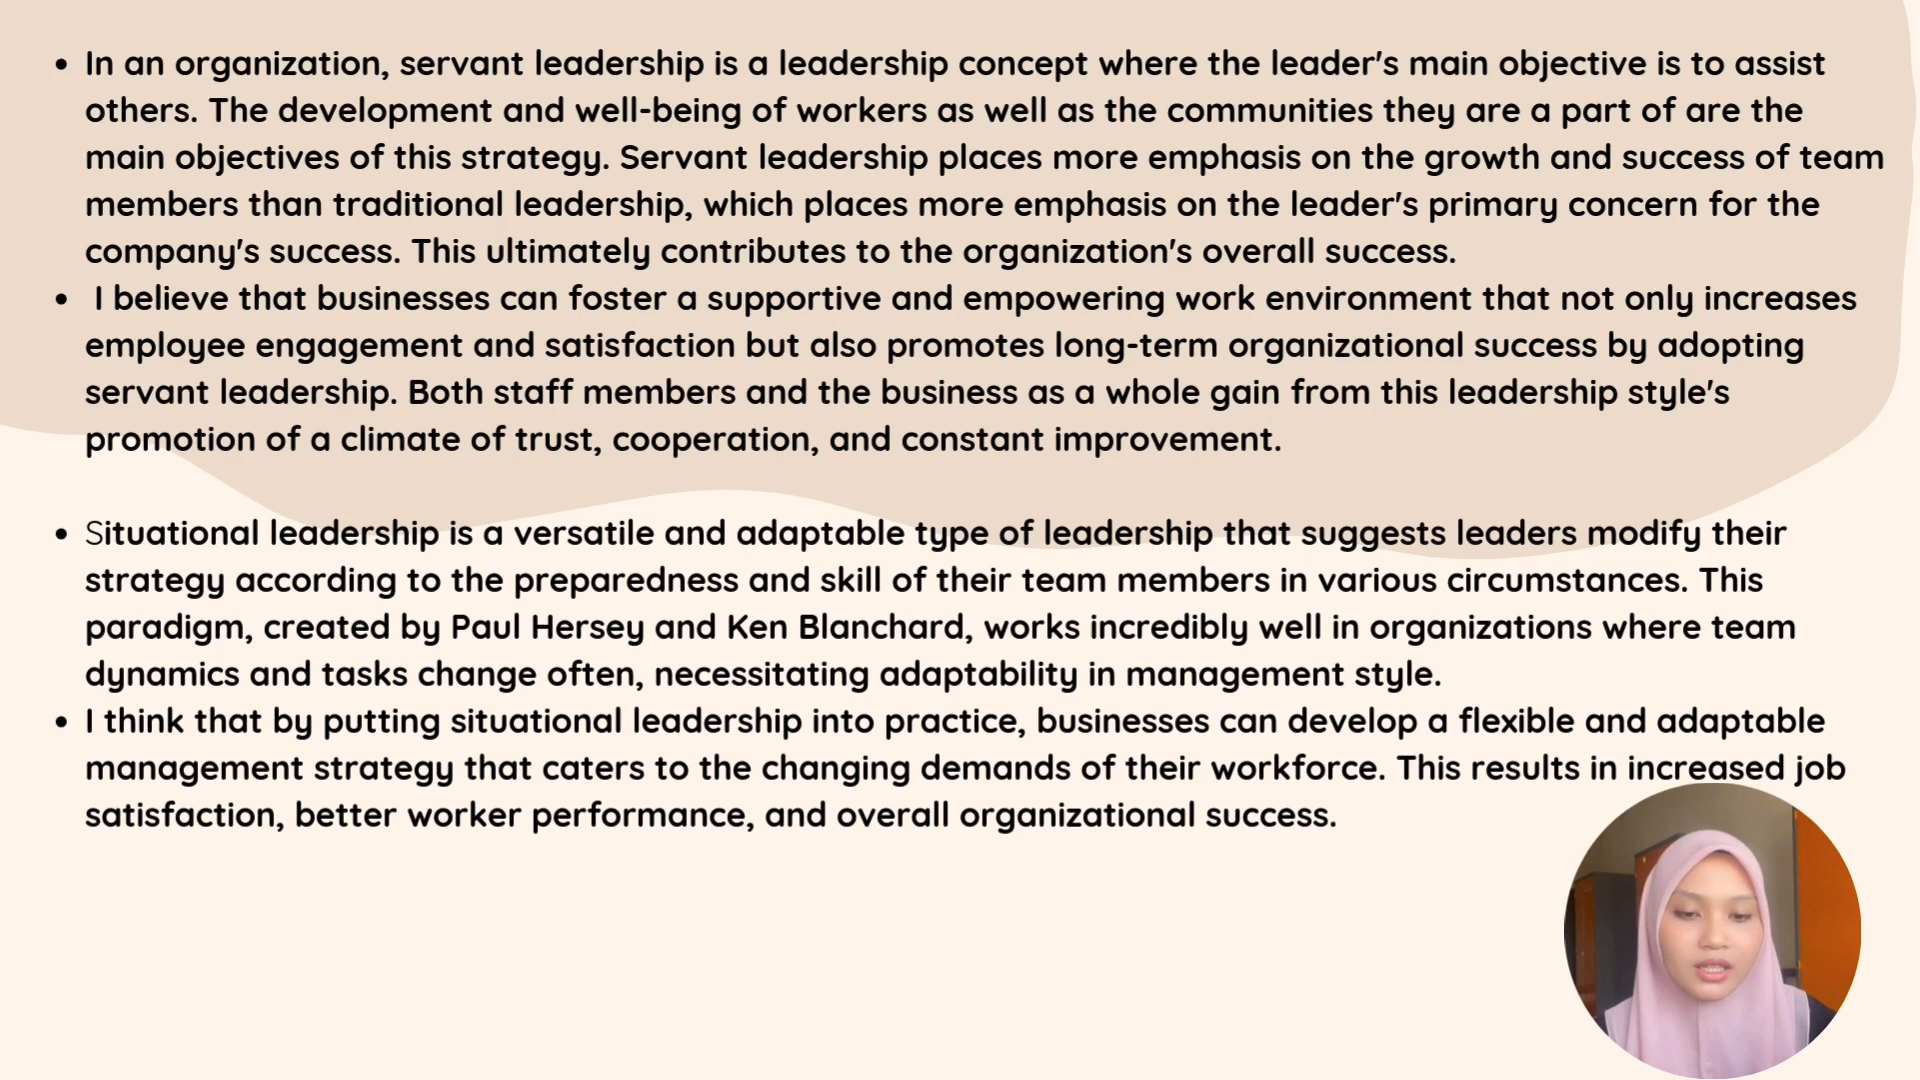 • In an organization, servant leadership is a leadership concept where the leader's main objective is to assist
others. The development and well-being of workers as well as the communities they are a part of are the
main objectives of this strategy. Servant leadership places more emphasis on the growth and success of team
members than traditional leadership, which places more emphasis on the leader's primary concern for the
company's success. This ultimately contributes to the organization's overall success.
• I believe that businesses can foster a supportive and empowering work environment that not only increases
employee engagement and satisfaction but also promotes long-term organizational success by adopting
servant leadership. Both staff members and the business as a whole gain from this leadership style's
promotion of a climate of trust, cooperation, and constant improvement.
• Situational leadership is a versatile and adaptable type of leadership that suggests leaders modify their
strategy according to the preparedness and skill of their team members in various circumstances. This
paradigm, created by Paul Hersey and Ken Blanchard, works incredibly well in organizations where team
dynamics and tasks change often, necessitating adaptability in management style.
• I think that by putting situational leadership into practice, businesses can develop a flexible and adaptable
management strategy that caters to the changing demands of their workforce. This results in increased job
satisfaction, better worker performance, and overall organizational success.